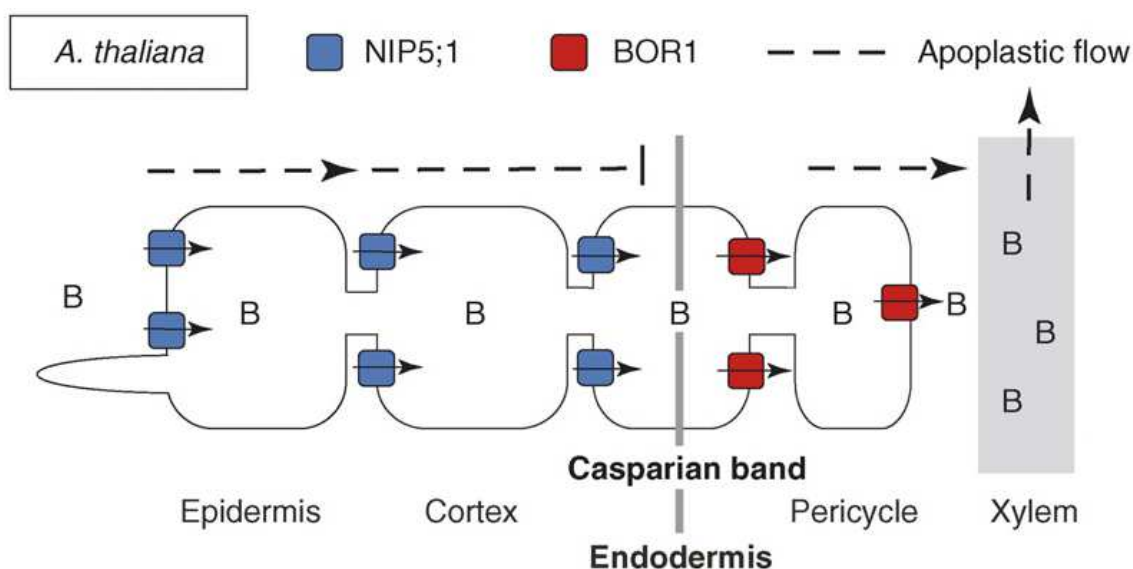 A. thaliana NIP5;1 BOR1 Apoplastic flow
B B B B B B B
B
B
Casparian band
Epidermis Cortex Pericycle Xylem
Endodermis